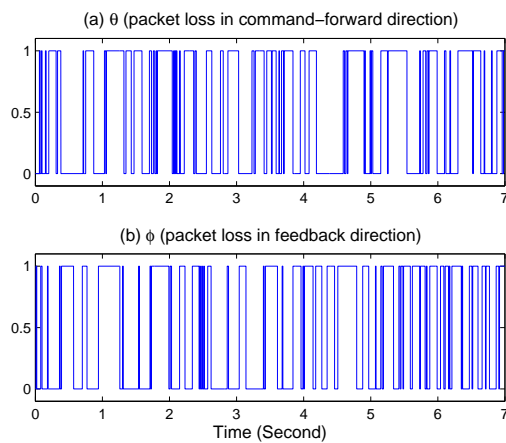 (a) θ (packet loss in command−forward direction)
1
0.5
0
0 1 2 3 4 5 6 7
(b) ϕ (packet loss in feedback direction)
1
0.5
0
0 1 2 3 4 5 6 7
Time (Second)